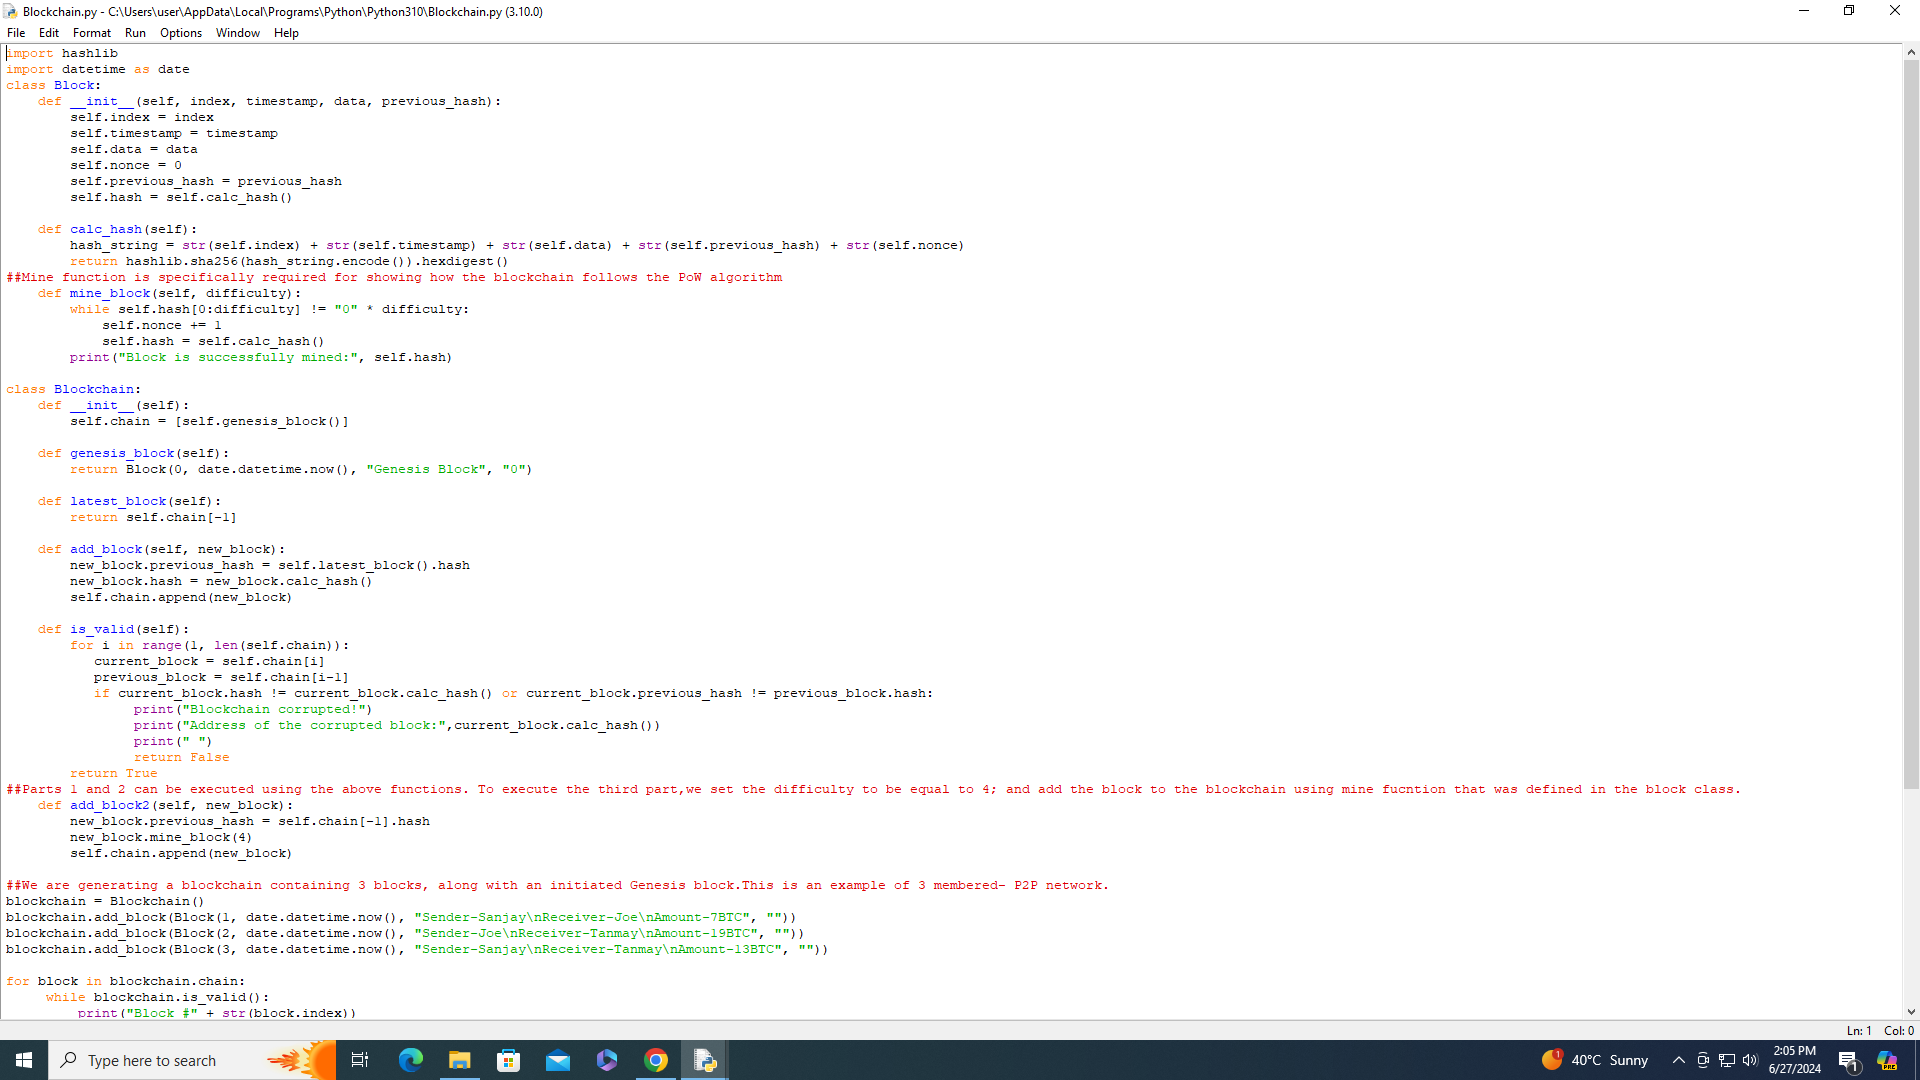 Blockchain.py - C:\Users\user\AppData\Local\Programs\Python\Python310\Blockchain.py (3.10.0)
File Edit Format Run Options Window Help
import hashlib
import datetime as date
class Block:
    def __init__(self, index, timestamp, data, previous_hash):
        self.index = index
        self.timestamp = timestamp
        self.data = data
        self.nonce = 0
        self.previous_hash = previous_hash
        self.hash = self.calc_hash()
    def calc_hash(self):
        hash_string = str(self.index) + str(self.timestamp) + str(self.data) + str(self.previous_hash) + str(self.nonce)
        return hashlib.sha256(hash_string.encode()).hexdigest()
##Mine function is specifically required for showing how the blockchain follows the PoW algorithm
    def mine_block(self, difficulty):
        while self.hash[0:difficulty] != "0" * difficulty:
            self.nonce += 1
            self.hash = self.calc_hash()
        print("Block is successfully mined:", self.hash)
class Blockchain:
    def __init__(self):
        self.chain = [self.genesis_block()]
    def genesis_block(self):
        return Block(0, date.datetime.now(), "Genesis Block", "0")
    def latest_block(self):
        return self.chain[-1]
    def add_block(self, new_block):
        new_block.previous_hash = self.latest_block().hash
        new_block.hash = new_block.calc_hash()
        self.chain.append(new_block)
    def is_valid(self):
        for i in range(1, len(self.chain)):
           current_block = self.chain[i]
           previous_block = self.chain[i-1]
           if current_block.hash != current_block.calc_hash() or current_block.previous_hash != previous_block.hash:
                print("Blockchain corrupted!")
                print("Address of the corrupted block:",current_block.calc_hash())
                print(" ")
                return False
        return True
##Parts 1 and 2 can be executed using the above functions. To execute the third part,we set the difficulty to be equal to 4; and add the block to the blockchain using mine fucntion that was defined in the block class.
    def add_block2(self, new_block):
        new_block.previous_hash = self.chain[-1].hash
        new_block.mine_block(4)
        self.chain.append(new_block)
##We are generating a blockchain containing 3 blocks, along with an initiated Genesis block.This is an example of 3 membered- P2P network.
blockchain = Blockchain()
blockchain.add_block(Block(1, date.datetime.now(), "Sender-Sanjay\nReceiver-Joe\nAmount-7BTC", ""))
blockchain.add_block(Block(2, date.datetime.now(), "Sender-Joe\nReceiver-Tanmay\nAmount-19BTC", ""))
blockchain.add_block(Block(3, date.datetime.now(), "Sender-Sanjay\nReceiver-Tanmay\nAmount-13BTC", ""))
for block in blockchain.chain:
     while blockchain.is_valid():
         print("Block #" + str(block.index))
Ln: 1 Col: 0
Type here to search
1 40°C Sunny
2:05 PM
6/27/2024
1
PRE